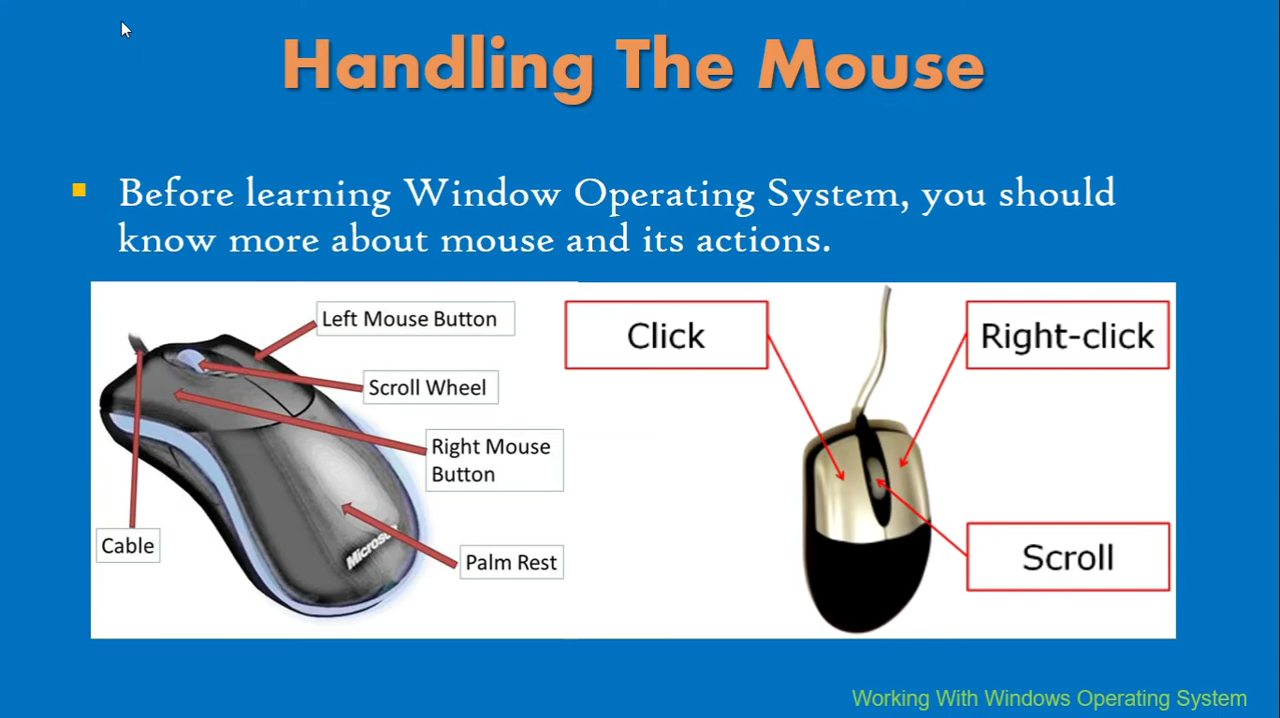 Handling The Mouse
Before learning Window Operating System, you should
know more about mouse and its actions.
Left Mouse Button
Scroll Wheel
Right Mouse
Button
Cable
Palm Rest
Click
Right-click
Scroll
Working With Windows Operating System